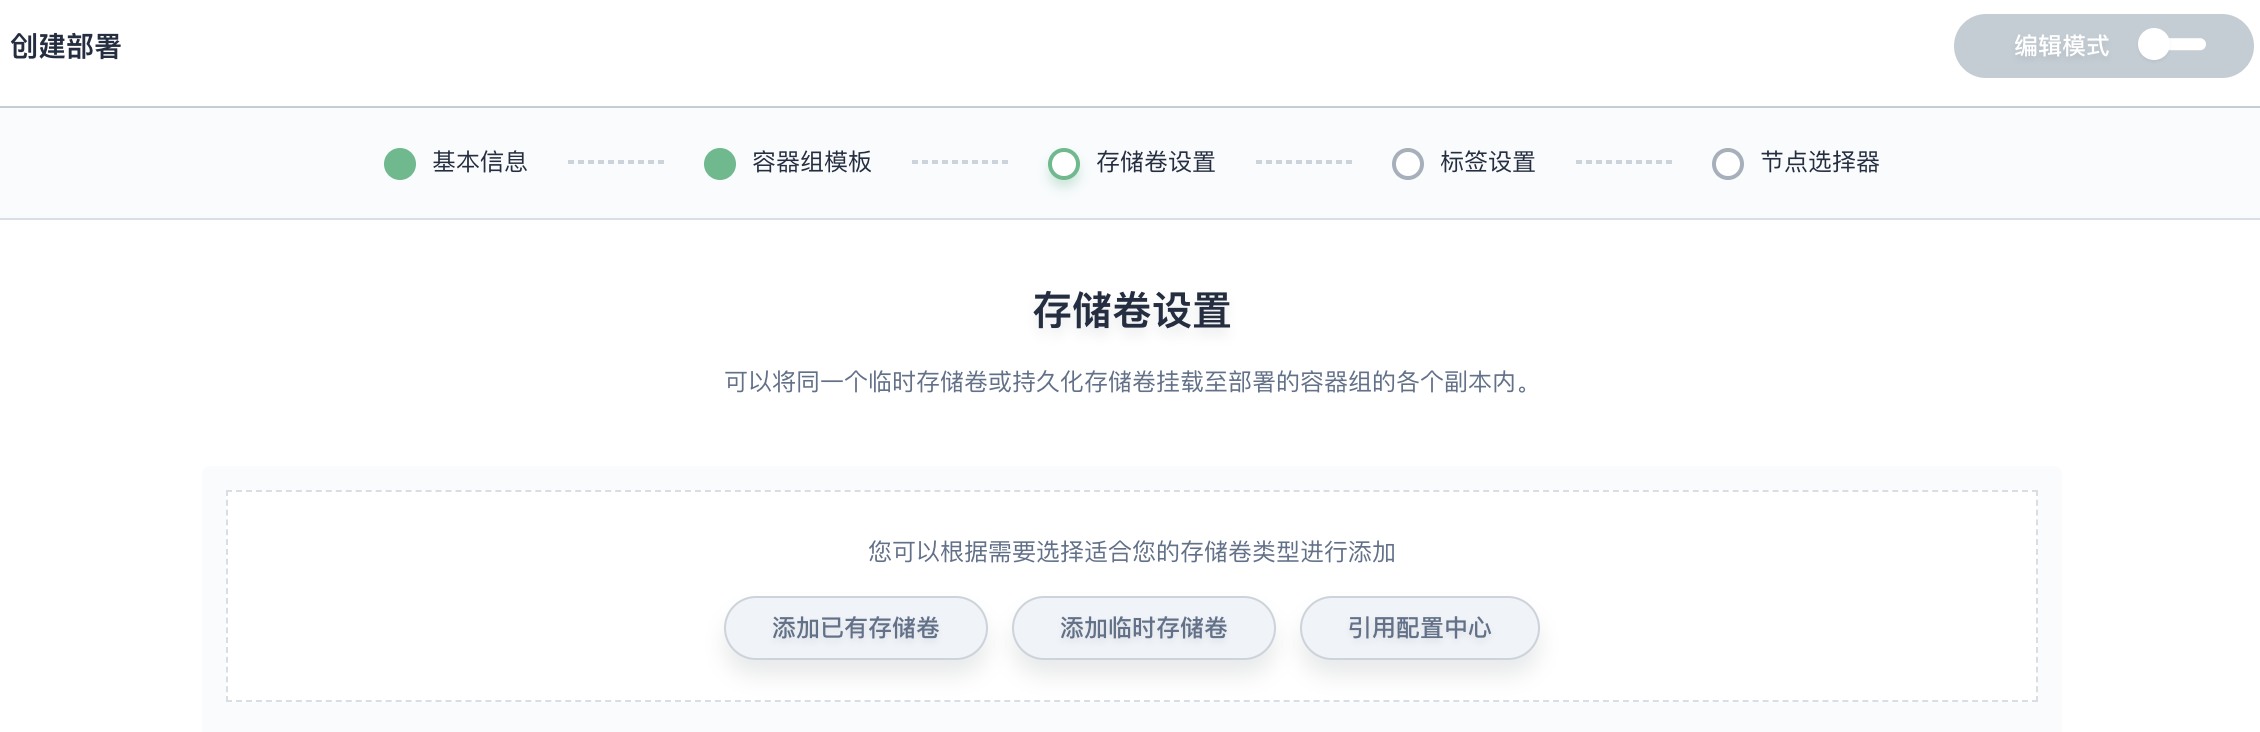 创建部署
编辑模式
基本信息
容器组模板
存储卷设置
标签设置
节点选择器
存储卷设置
可以将同一个临时存储卷或持久化存储卷挂载至部署的容器组的各个副本内。
您可以根据需要选择适合您的存储卷类型进行添加
添加已有存储卷
添加临时存储卷
引用配置中心